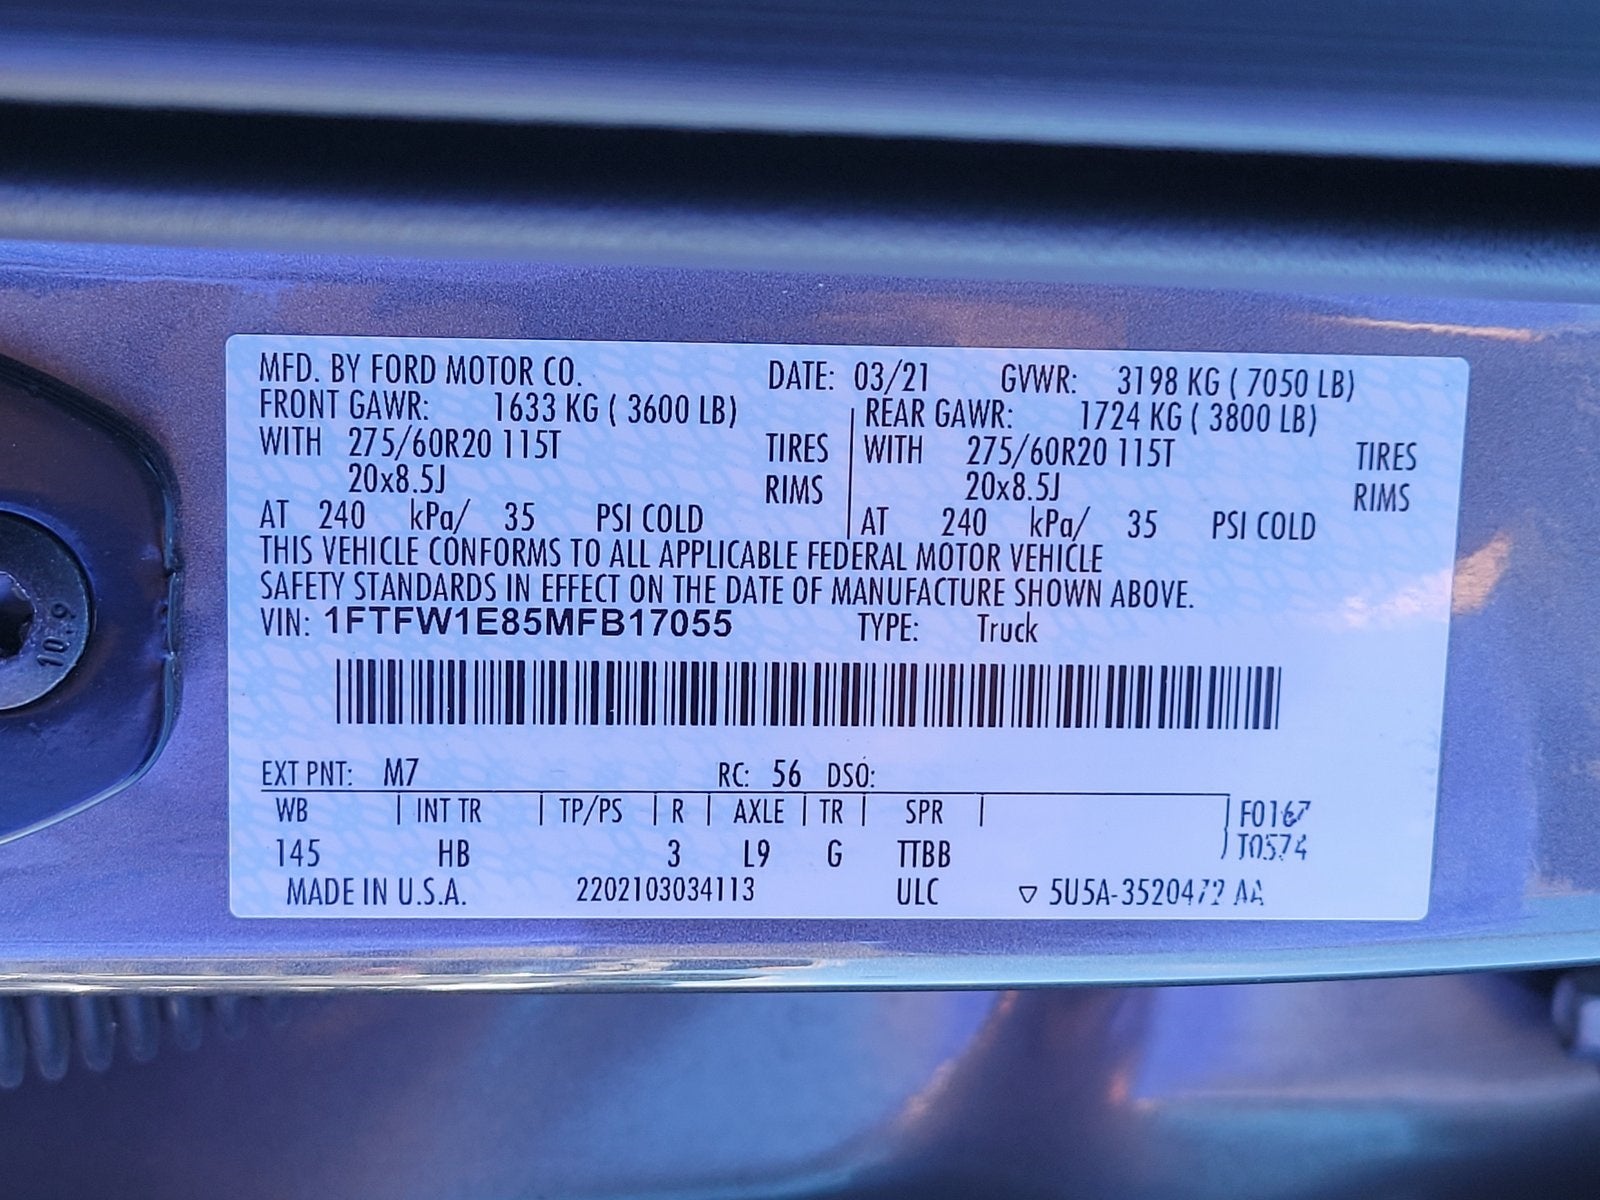 MFD. BY FORD MOTOR CO. DATE: 03/21 GVWR: 3198 KG ( 7050 LB)
FRONT GAWR: 1633 KG ( 3600 LB) REAR GAWR: 1724 KG ( 3800 LB)
WITH 275/60R20 115T TIRES WITH 275/60R20 115T TIRES
20x8.5J RIMS 20x8.5J RIMS
AT 240 kPa/ 35 PSI COLD AT 240 kPa/ 35 PSI COLD
THIS VEHICLE CONFORMS TO ALL APPLICABLE FEDERAL MOTOR VEHICLE
SAFETY STANDARDS IN EFFECT ON THE DATE OF MANUFACTURE SHOWN ABOVE.
VIN: 1FTFW1E85MFB17055 TYPE: Truck
EXT PNT: M7 RC: 56 DSO:
WB INT TR TP/PS R AXLE TR SPR F0167
145 HB 3 L9 G TTBB T0574
MADE IN U.S.A. 2202103034113 ULC ▽ 5U5A-3520472 AA
10.9